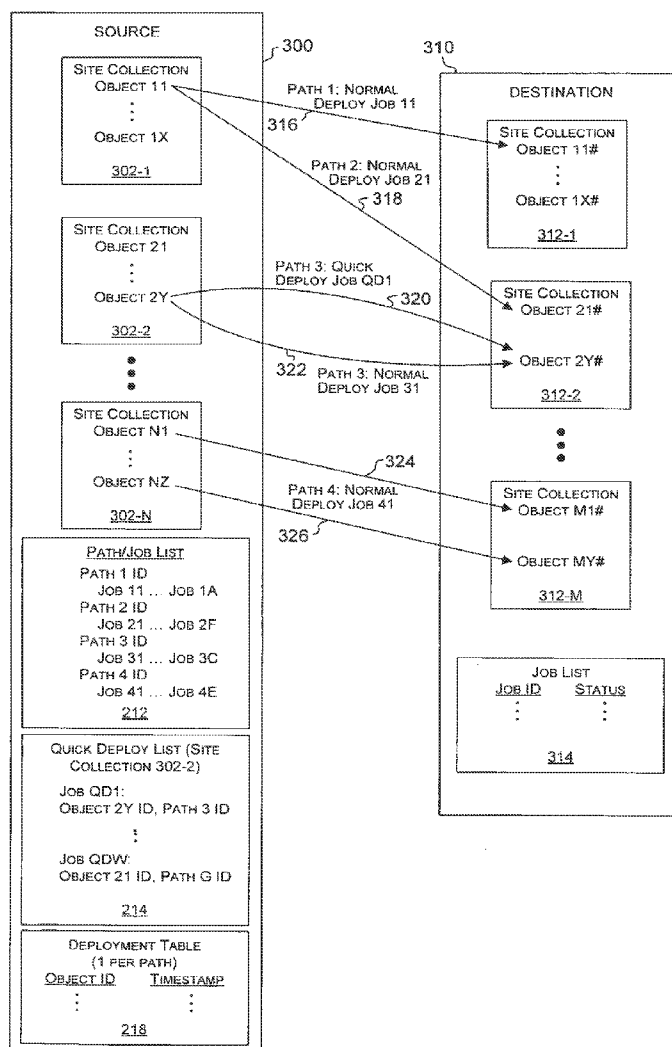 SOURCE
300
SITE COLLECTION
OBJECT 11
OBJECT 1X
302-1
SITE COLLECTION
OBJECT 21
OBJECT 2Y
302-2
SITE COLLECTION
OBJECT N1
OBJECT NZ
302-N
PATH/JOB LIST
PATH 1 ID
JOB 11 ... JOB 1A
PATH 2 ID
JOB 21 ... JOB 2F
PATH 3 ID
JOB 31 ... JOB 3C
PATH 4 ID
JOB 41 ... JOB 4E
212
QUICK DEPLOY LIST (SITE
COLLECTION 302-2)
JOB QD1:
OBJECT 2Y ID, PATH 3 ID
JOB QDW:
OBJECT 21 ID, PATH G ID
214
DEPLOYMENT TABLE
(1 PER PATH)
OBJECT ID TIMESTAMP
218
PATH 1: NORMAL
DEPLOY JOB 11
316
PATH 2: NORMAL
DEPLOY JOB 21
318
PATH 3: QUICK
DEPLOY JOB QD1
320
322
PATH 3: NORMAL
DEPLOY JOB 31
324
PATH 4: NORMAL
DEPLOY JOB 41
326
310
DESTINATION
SITE COLLECTION
OBJECT 11#
OBJECT 1X#
312-1
SITE COLLECTION
OBJECT 21#
OBJECT 2Y#
312-2
SITE COLLECTION
OBJECT M1#
OBJECT MY#
312-M
JOB LIST
JOB ID STATUS
314